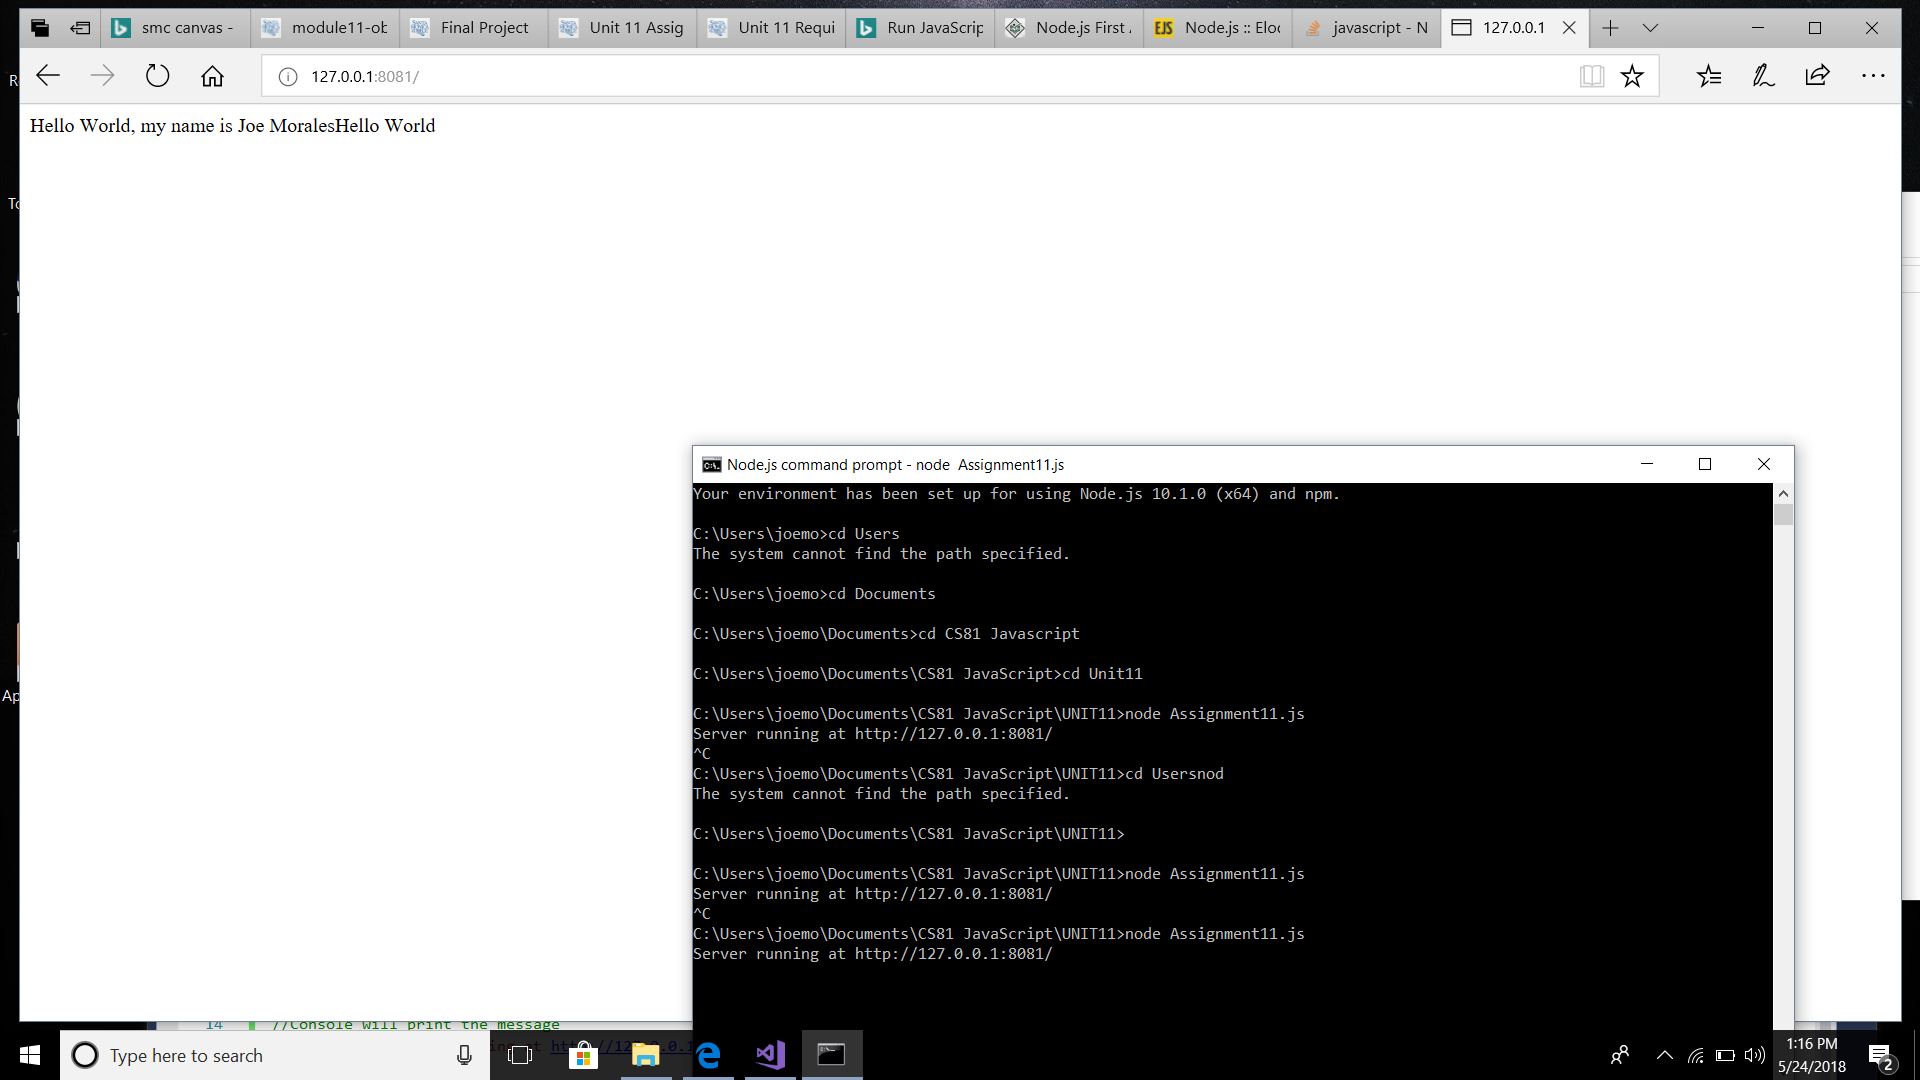 smc canvas -
module11-ob
Final Project
Unit 11 Assig
Unit 11 Requi
Run JavaScrip
Node.js First
EJS Node.js :: Eloc
javascript - N
127.0.0.1
127.0.0.1:8081/
Hello World, my name is Joe MoralesHello World
Node.js command prompt - node  Assignment11.js
Your environment has been set up for using Node.js 10.1.0 (x64) and npm.
C:\Users\joemo>cd Users
The system cannot find the path specified.
C:\Users\joemo>cd Documents
C:\Users\joemo\Documents>cd CS81 Javascript
C:\Users\joemo\Documents\CS81 JavaScript>cd Unit11
C:\Users\joemo\Documents\CS81 JavaScript\UNIT11>node Assignment11.js
Server running at http://127.0.0.1:8081/
^C
C:\Users\joemo\Documents\CS81 JavaScript\UNIT11>cd Usersnod
The system cannot find the path specified.
C:\Users\joemo\Documents\CS81 JavaScript\UNIT11>
C:\Users\joemo\Documents\CS81 JavaScript\UNIT11>node Assignment11.js
Server running at http://127.0.0.1:8081/
^C
C:\Users\joemo\Documents\CS81 JavaScript\UNIT11>node Assignment11.js
Server running at http://127.0.0.1:8081/
14 //Console will print the message
Type here to search
1:16 PM
5/24/2018
2